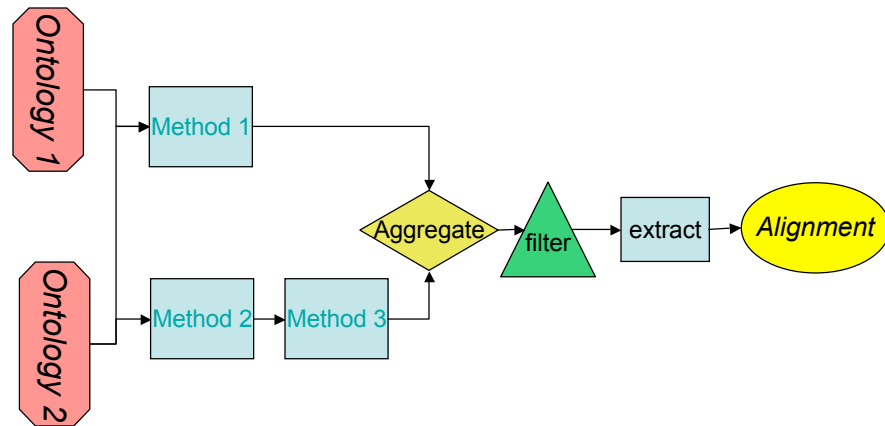 Ontology 1
Method 1
Aggregate
filter
extract
Alignment
Ontology 2
Method 2
Method 3